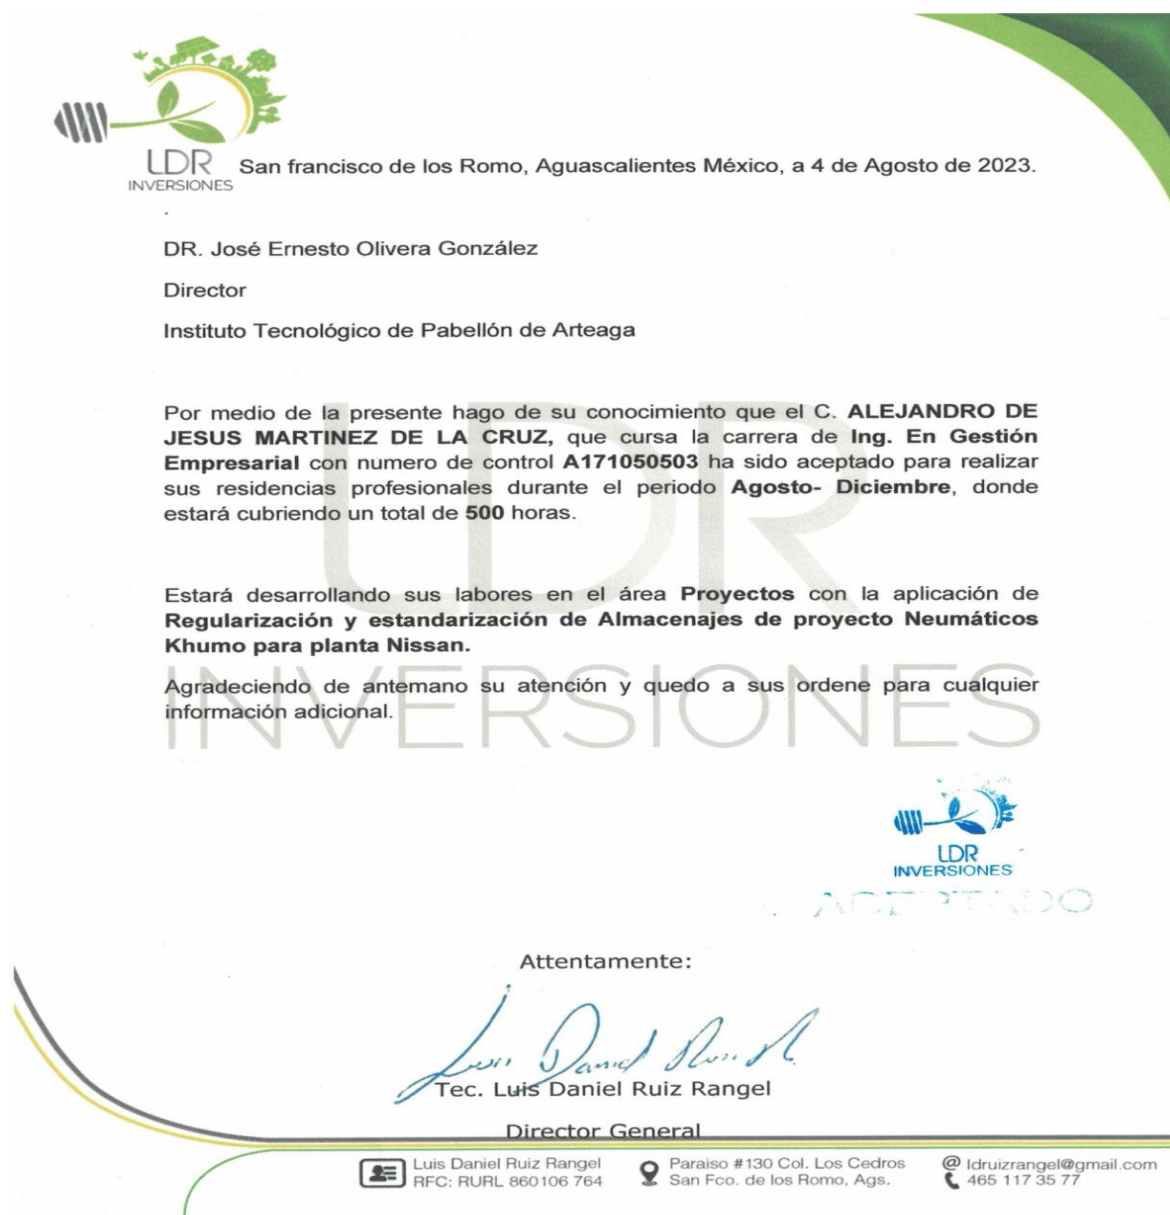 LDR
INVERSIONES
San francisco de los Romo, Aguascalientes México, a 4 de Agosto de 2023.
.
DR. José Ernesto Olivera González
Director
Instituto Tecnológico de Pabellón de Arteaga
Por medio de la presente hago de su conocimiento que el C. ALEJANDRO DE
JESUS MARTINEZ DE LA CRUZ, que cursa la carrera de Ing. En Gestión
Empresarial con numero de control A171050503 ha sido aceptado para realizar
sus residencias profesionales durante el periodo Agosto- Diciembre, donde
estará cubriendo un total de 500 horas.
LDR
Estará desarrollando sus labores en el área Proyectos con la aplicación de
Regularización y estandarización de Almacenajes de proyecto Neumáticos
Khumo para planta Nissan.
INVERSIONES
Agradeciendo de antemano su atención y quedo a sus ordene para cualquier
información adicional.
LDR
INVERSIONES
ACEPTADO
Attentamente:
Luis Daniel Ruiz R.
Tec. Luis Daniel Ruiz Rangel
Director General
Luis Daniel Ruiz Rangel
RFC: RURL 860106 764
Paraiso #130 Col. Los Cedros
San Fco. de los Romo, Ags.
@ ldruizrangel@gmail.com
465 117 35 77